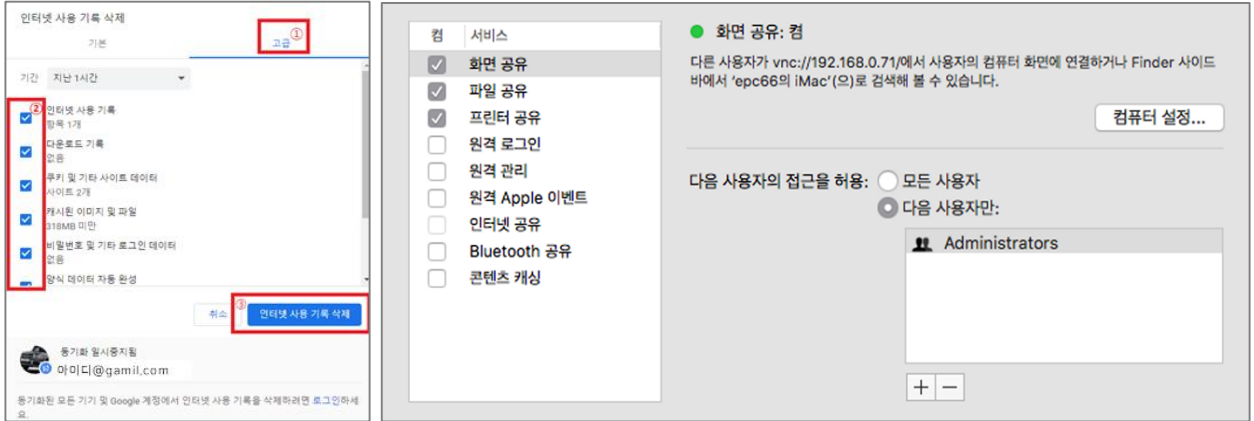 인터넷 사용 기록 삭제
기본
고급
①
기간
지난 1시간
②
인터넷 사용 기록
항목 1개
다운로드 기록
없음
쿠키 및 기타 사이트 데이터
사이트 2개
캐시된 이미지 및 파일
318MB 미만
비밀번호 및 기타 로그인 데이터
없음
양식 데이터 자동 완성
취소
③
인터넷 사용 기록 삭제
동기화 일시중지됨
아미디@gamil.com
동기화된 모든 기기 및 Google 계정에서 인터넷 사용 기록을 삭제하려면 로그인하세
요.
켬 서비스
화면 공유
파일 공유
프린터 공유
원격 로그인
원격 관리
원격 Apple 이벤트
인터넷 공유
Bluetooth 공유
콘텐츠 캐싱
화면 공유: 켬
다른 사용자가 vnc://192.168.0.71/에서 사용자의 컴퓨터 화면에 연결하거나 Finder 사이드
바에서 ‘epc66의 iMac’(으)로 검색해 볼 수 있습니다.
컴퓨터 설정...
다음 사용자의 접근을 허용: 모든 사용자
다음 사용자만:
Administrators
+ −